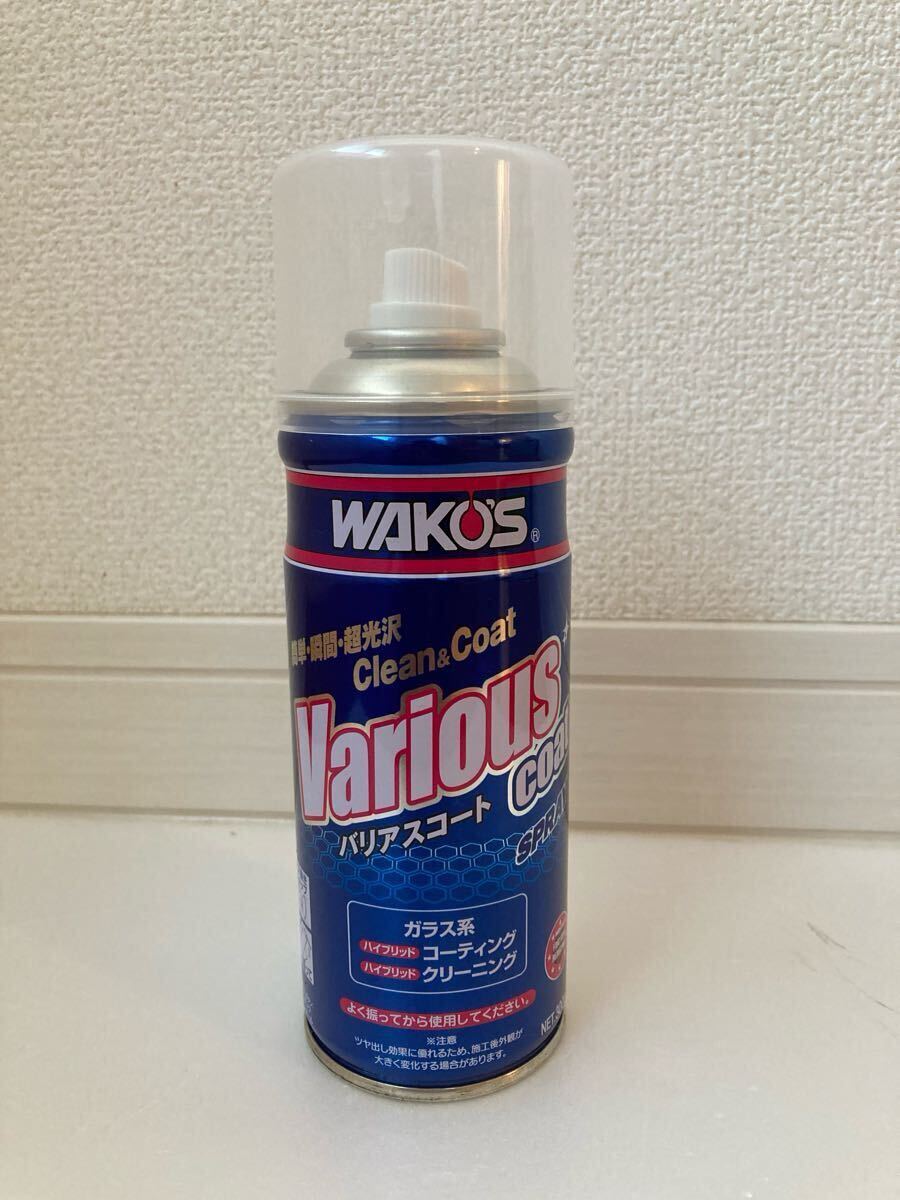 WAKO'S®
簡単・瞬間・超光沢
Clean&Coat
Various
coat
SPRAY
バリアスコート
ガラス系
ハイブリッド コーティング
ハイブリッド クリーニング
よく振ってから使用してください。
※注意
ツヤ出し効果に優れるため、施工後外観が
大きく変化する場合があります。
NET.